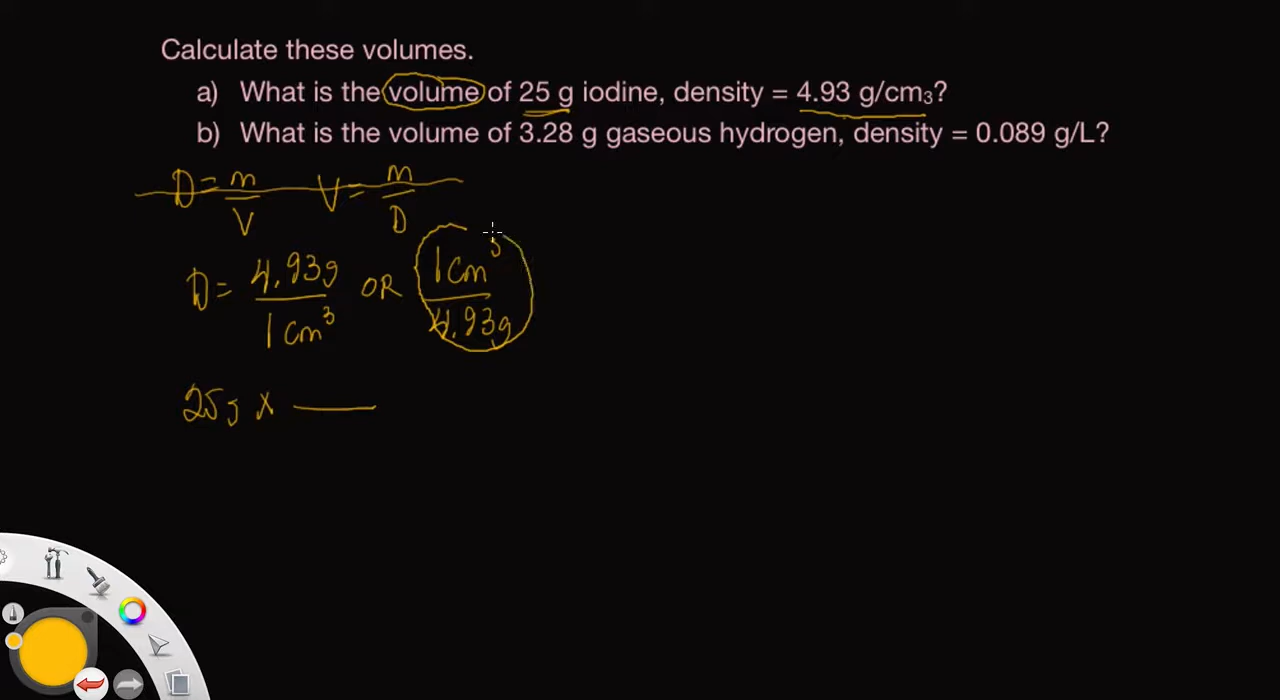 Calculate these volumes.
a) What is the volume of 25 g iodine, density = 4.93 g/cm₃?
b) What is the volume of 3.28 g gaseous hydrogen, density = 0.089 g/L?
D = m/V V = m/D
D = 4.93g/1cm³ OR 1cm³/4.93g
25g x